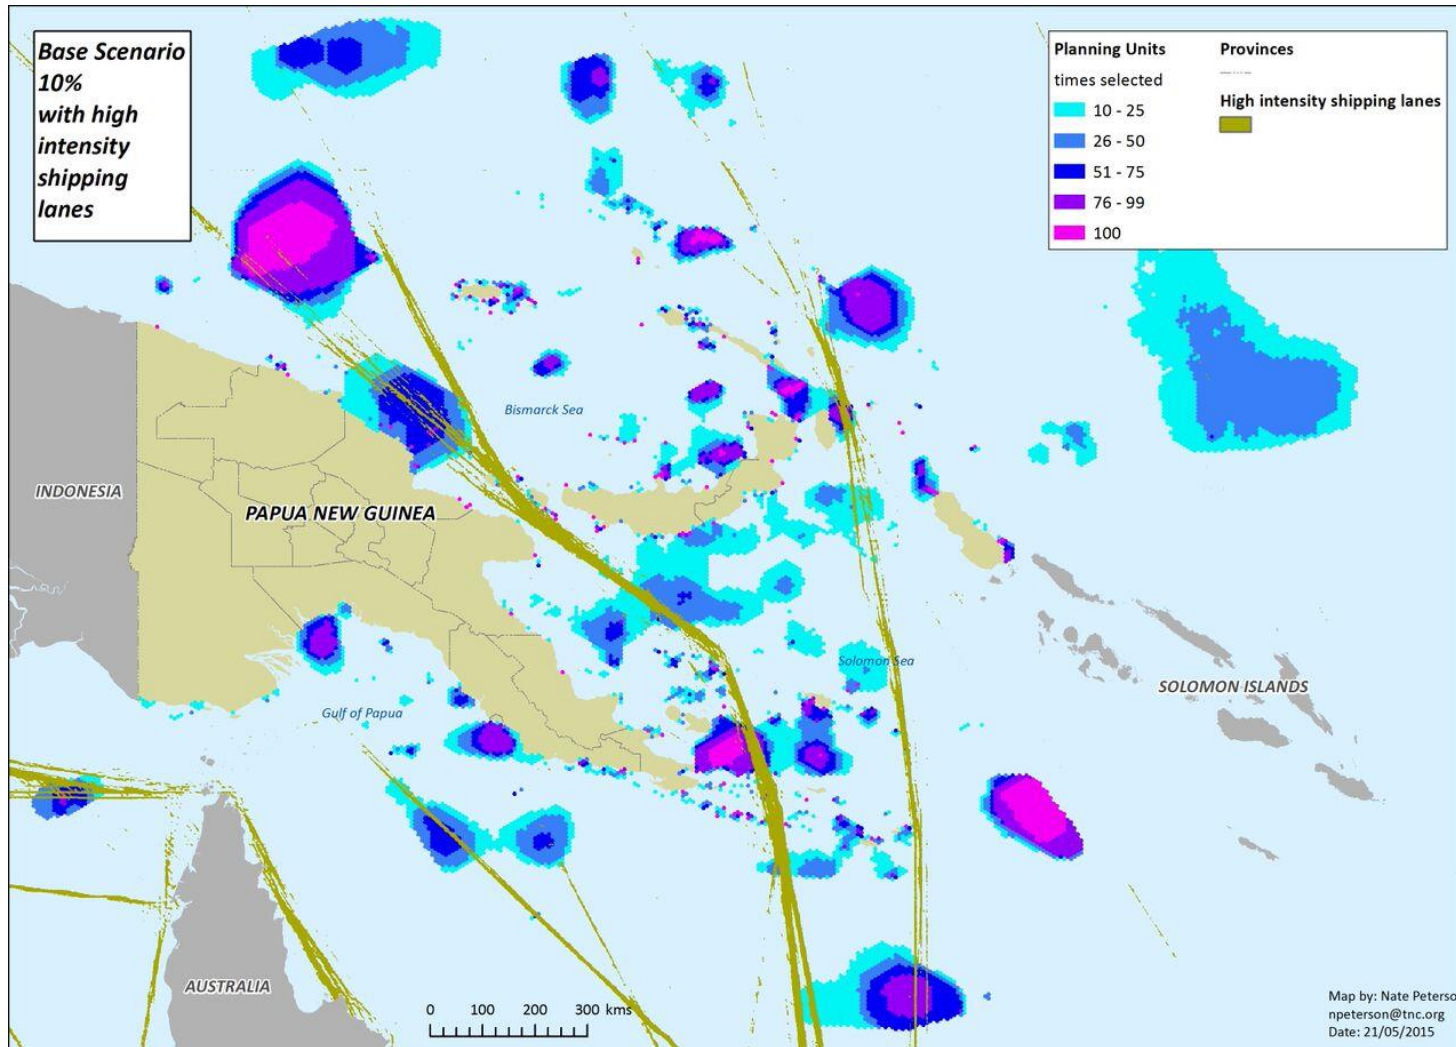 Base Scenario
10%
with high
intensity
shipping
lanes
Planning Units
times selected
10 - 25
26 - 50
51 - 75
76 - 99
100
Provinces
High intensity shipping lanes
Bismarck Sea
INDONESIA
PAPUA NEW GUINEA
Solomon Sea
SOLOMON ISLANDS
Gulf of Papua
AUSTRALIA
0 50 100 200 300 kms
Map by: Nate Peterso
npeterson@tnc.org
Date: 21/05/2015